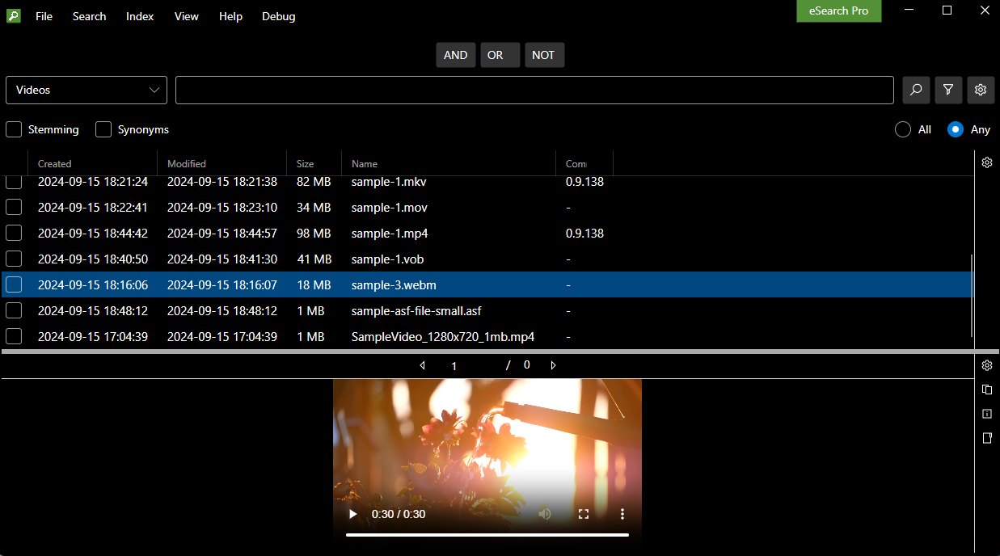 File Search Index View Help Debug eSearch Pro
AND OR NOT
Videos
Stemming Synonyms All Any
Created Modified Size Name Com
2024-09-15 18:21:24 2024-09-15 18:21:38 82 MB sample-1.mkv 0.9.138
2024-09-15 18:22:41 2024-09-15 18:23:10 34 MB sample-1.mov -
2024-09-15 18:44:42 2024-09-15 18:44:57 98 MB sample-1.mp4 0.9.138
2024-09-15 18:40:50 2024-09-15 18:41:30 41 MB sample-1.vob -
2024-09-15 18:16:06 2024-09-15 18:16:07 18 MB sample-3.webm -
2024-09-15 18:48:12 2024-09-15 18:48:12 1 MB sample-asf-file-small.asf -
2024-09-15 17:04:39 2024-09-15 17:04:39 1 MB SampleVideo_1280x720_1mb.mp4 -
1 / 0
0:30 / 0:30